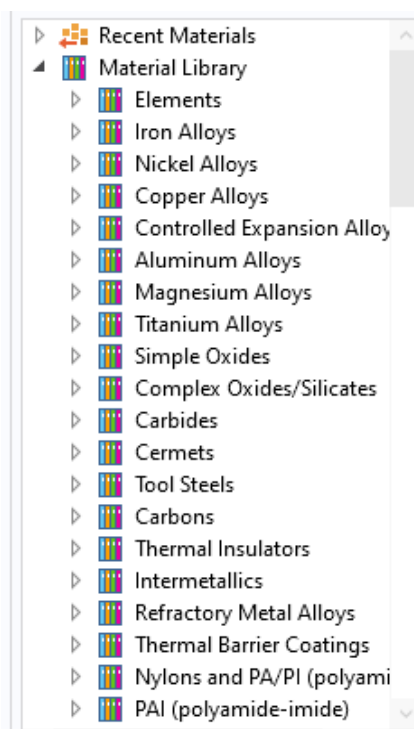 Recent Materials
Material Library
Elements
Iron Alloys
Nickel Alloys
Copper Alloys
Controlled Expansion Alloy
Aluminum Alloys
Magnesium Alloys
Titanium Alloys
Simple Oxides
Complex Oxides/Silicates
Carbides
Cermets
Tool Steels
Carbons
Thermal Insulators
Intermetallics
Refractory Metal Alloys
Thermal Barrier Coatings
Nylons and PA/PI (polyami
PAI (polyamide-imide)